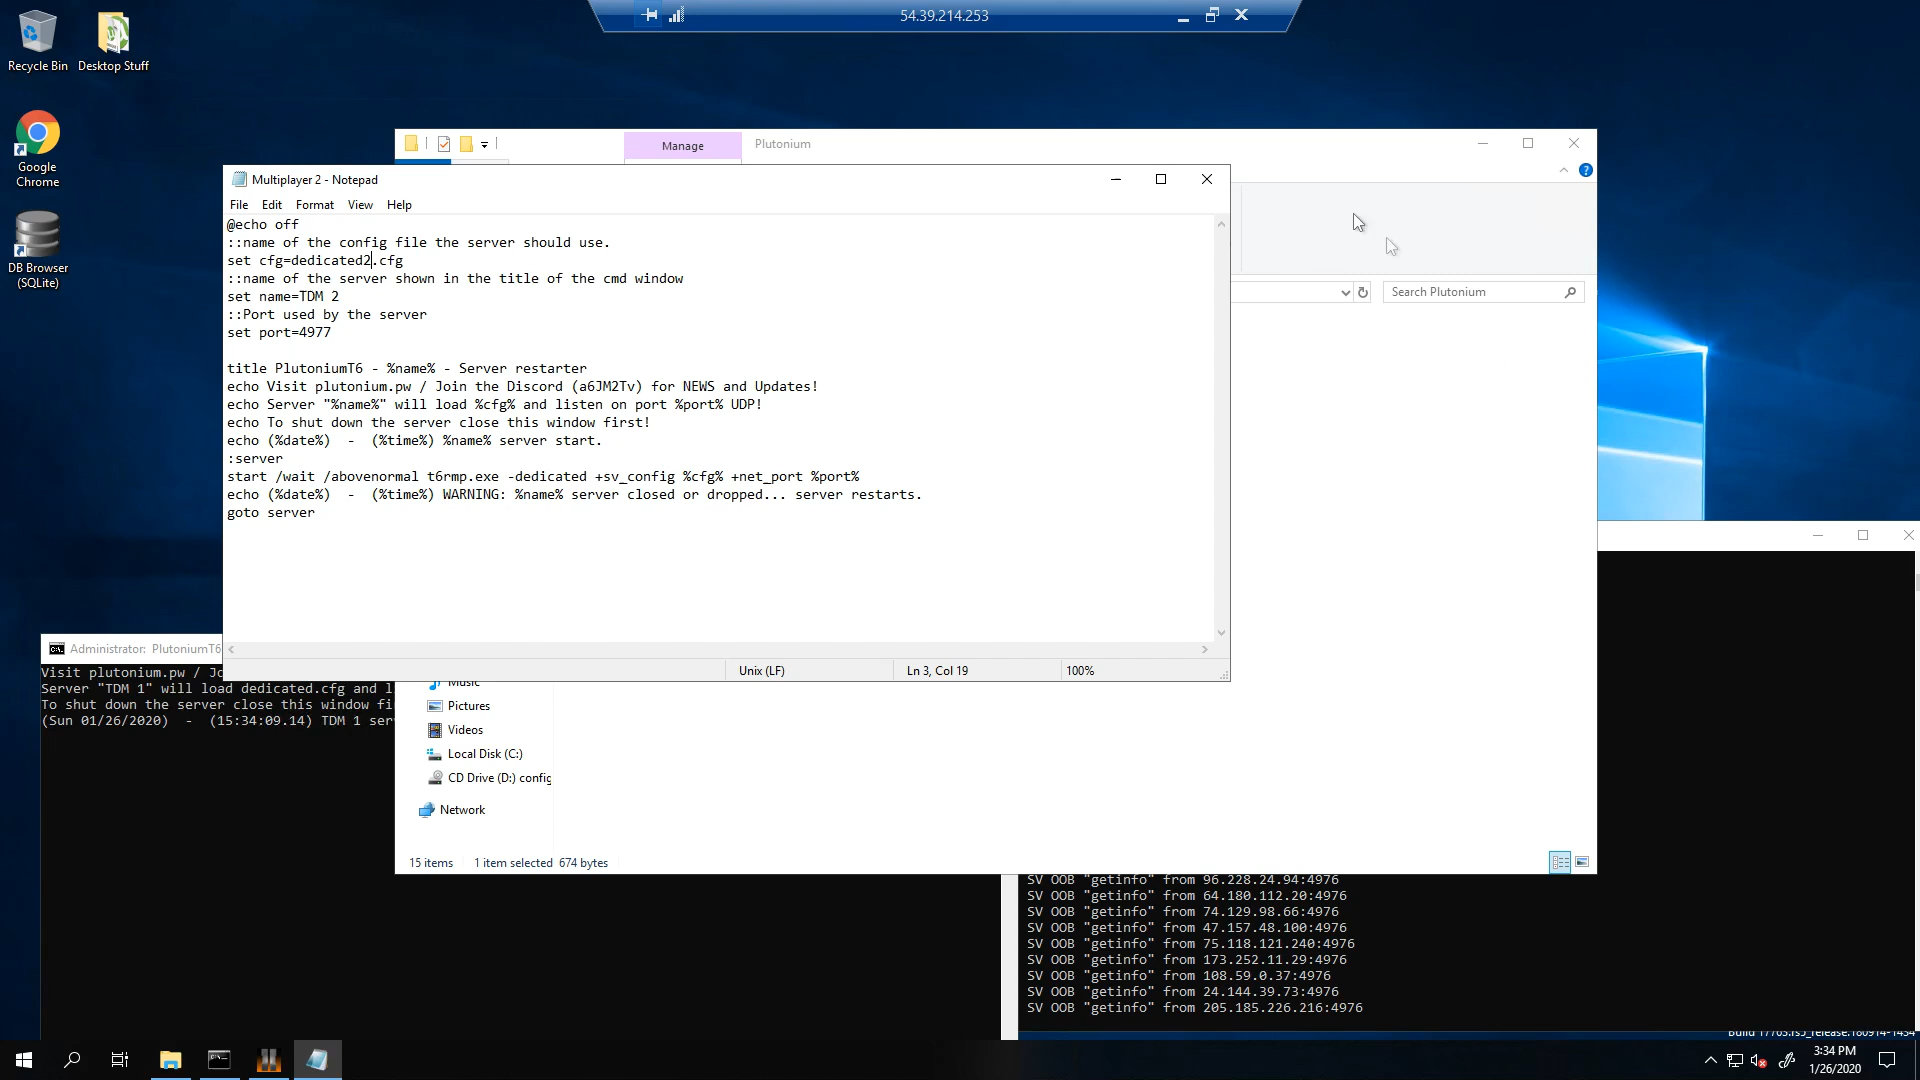 54.39.214.253
Recycle Bin
Desktop Stuff
Google
Chrome
DB Browser
(SQLite)
Manage
Plutonium
Multiplayer 2 - Notepad
File Edit Format View Help
@echo off
::name of the config file the server should use.
set cfg=dedicated2.cfg
::name of the server shown in the title of the cmd window
set name=TDM 2
::Port used by the server
set port=4977
title PlutoniumT6 - %name% - Server restarter
echo Visit plutonium.pw / Join the Discord (a6JM2Tv) for NEWS and Updates!
echo Server "%name%" will load %cfg% and listen on port %port% UDP!
echo To shut down the server close this window first!
echo (%date%)  -  (%time%) %name% server start.
:server
start /wait /abovenormal t6rmp.exe -dedicated +sv_config %cfg% +net_port %port%
echo (%date%)  -  (%time%) WARNING: %name% server closed or dropped... server restarts.
goto server
Unix (LF)
Ln 3, Col 19
100%
Search Plutonium
Administrator: PlutoniumT6
Visit plutonium.pw / Jo
Server "TDM 1" will load dedicated.cfg and l
To shut down the server close this window fi
(Sun 01/26/2020)  -  (15:34:09.14) TDM 1 ser
Music
Pictures
Videos
Local Disk (C:)
CD Drive (D:) config
Network
15 items
1 item selected 674 bytes
SV OOB "getinfo" from 96.228.24.94:4976
SV OOB "getinfo" from 64.180.112.20:4976
SV OOB "getinfo" from 74.129.98.66:4976
SV OOB "getinfo" from 47.157.48.100:4976
SV OOB "getinfo" from 75.118.121.240:4976
SV OOB "getinfo" from 173.252.11.29:4976
SV OOB "getinfo" from 108.59.0.37:4976
SV OOB "getinfo" from 24.144.39.73:4976
SV OOB "getinfo" from 205.185.226.216:4976
Build 17763.rs5_release.180914-1434
3:34 PM
1/26/2020